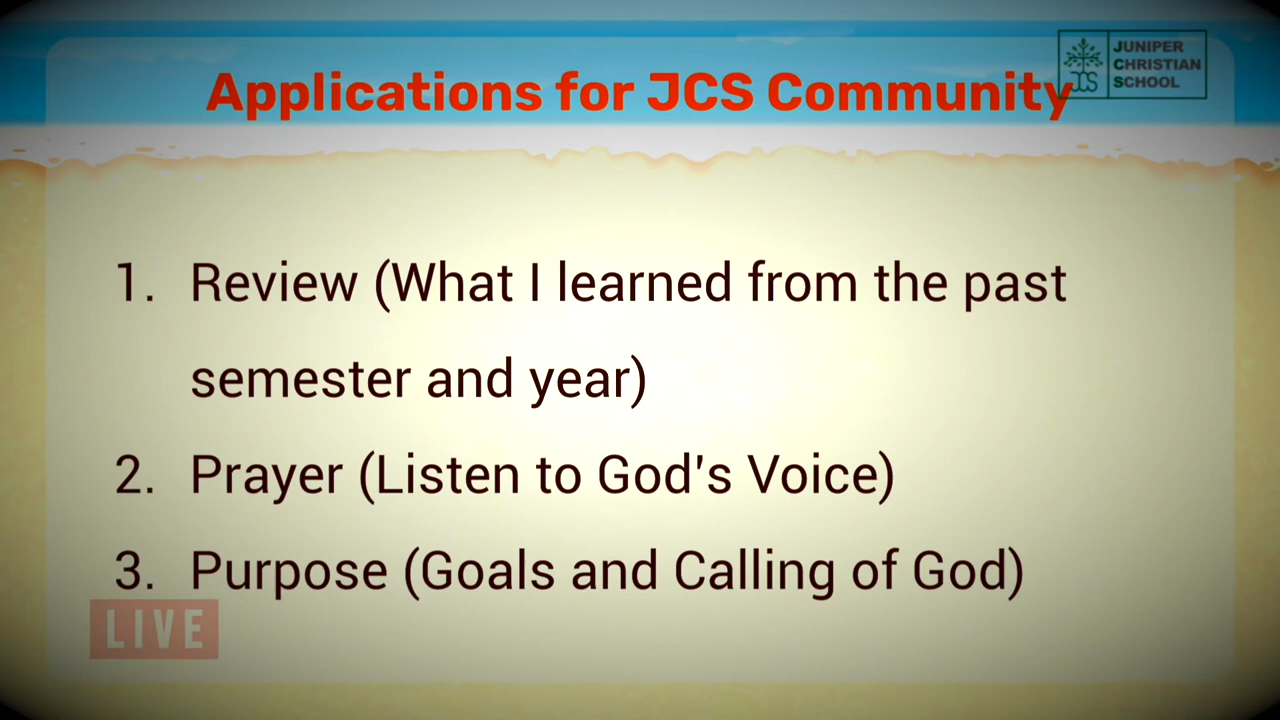 Applications for JCS Community
JUNIPER
CHRISTIAN
SCHOOL
JCS
1. Review (What I learned from the past
semester and year)
2. Prayer (Listen to God's Voice)
3. Purpose (Goals and Calling of God)
LIVE